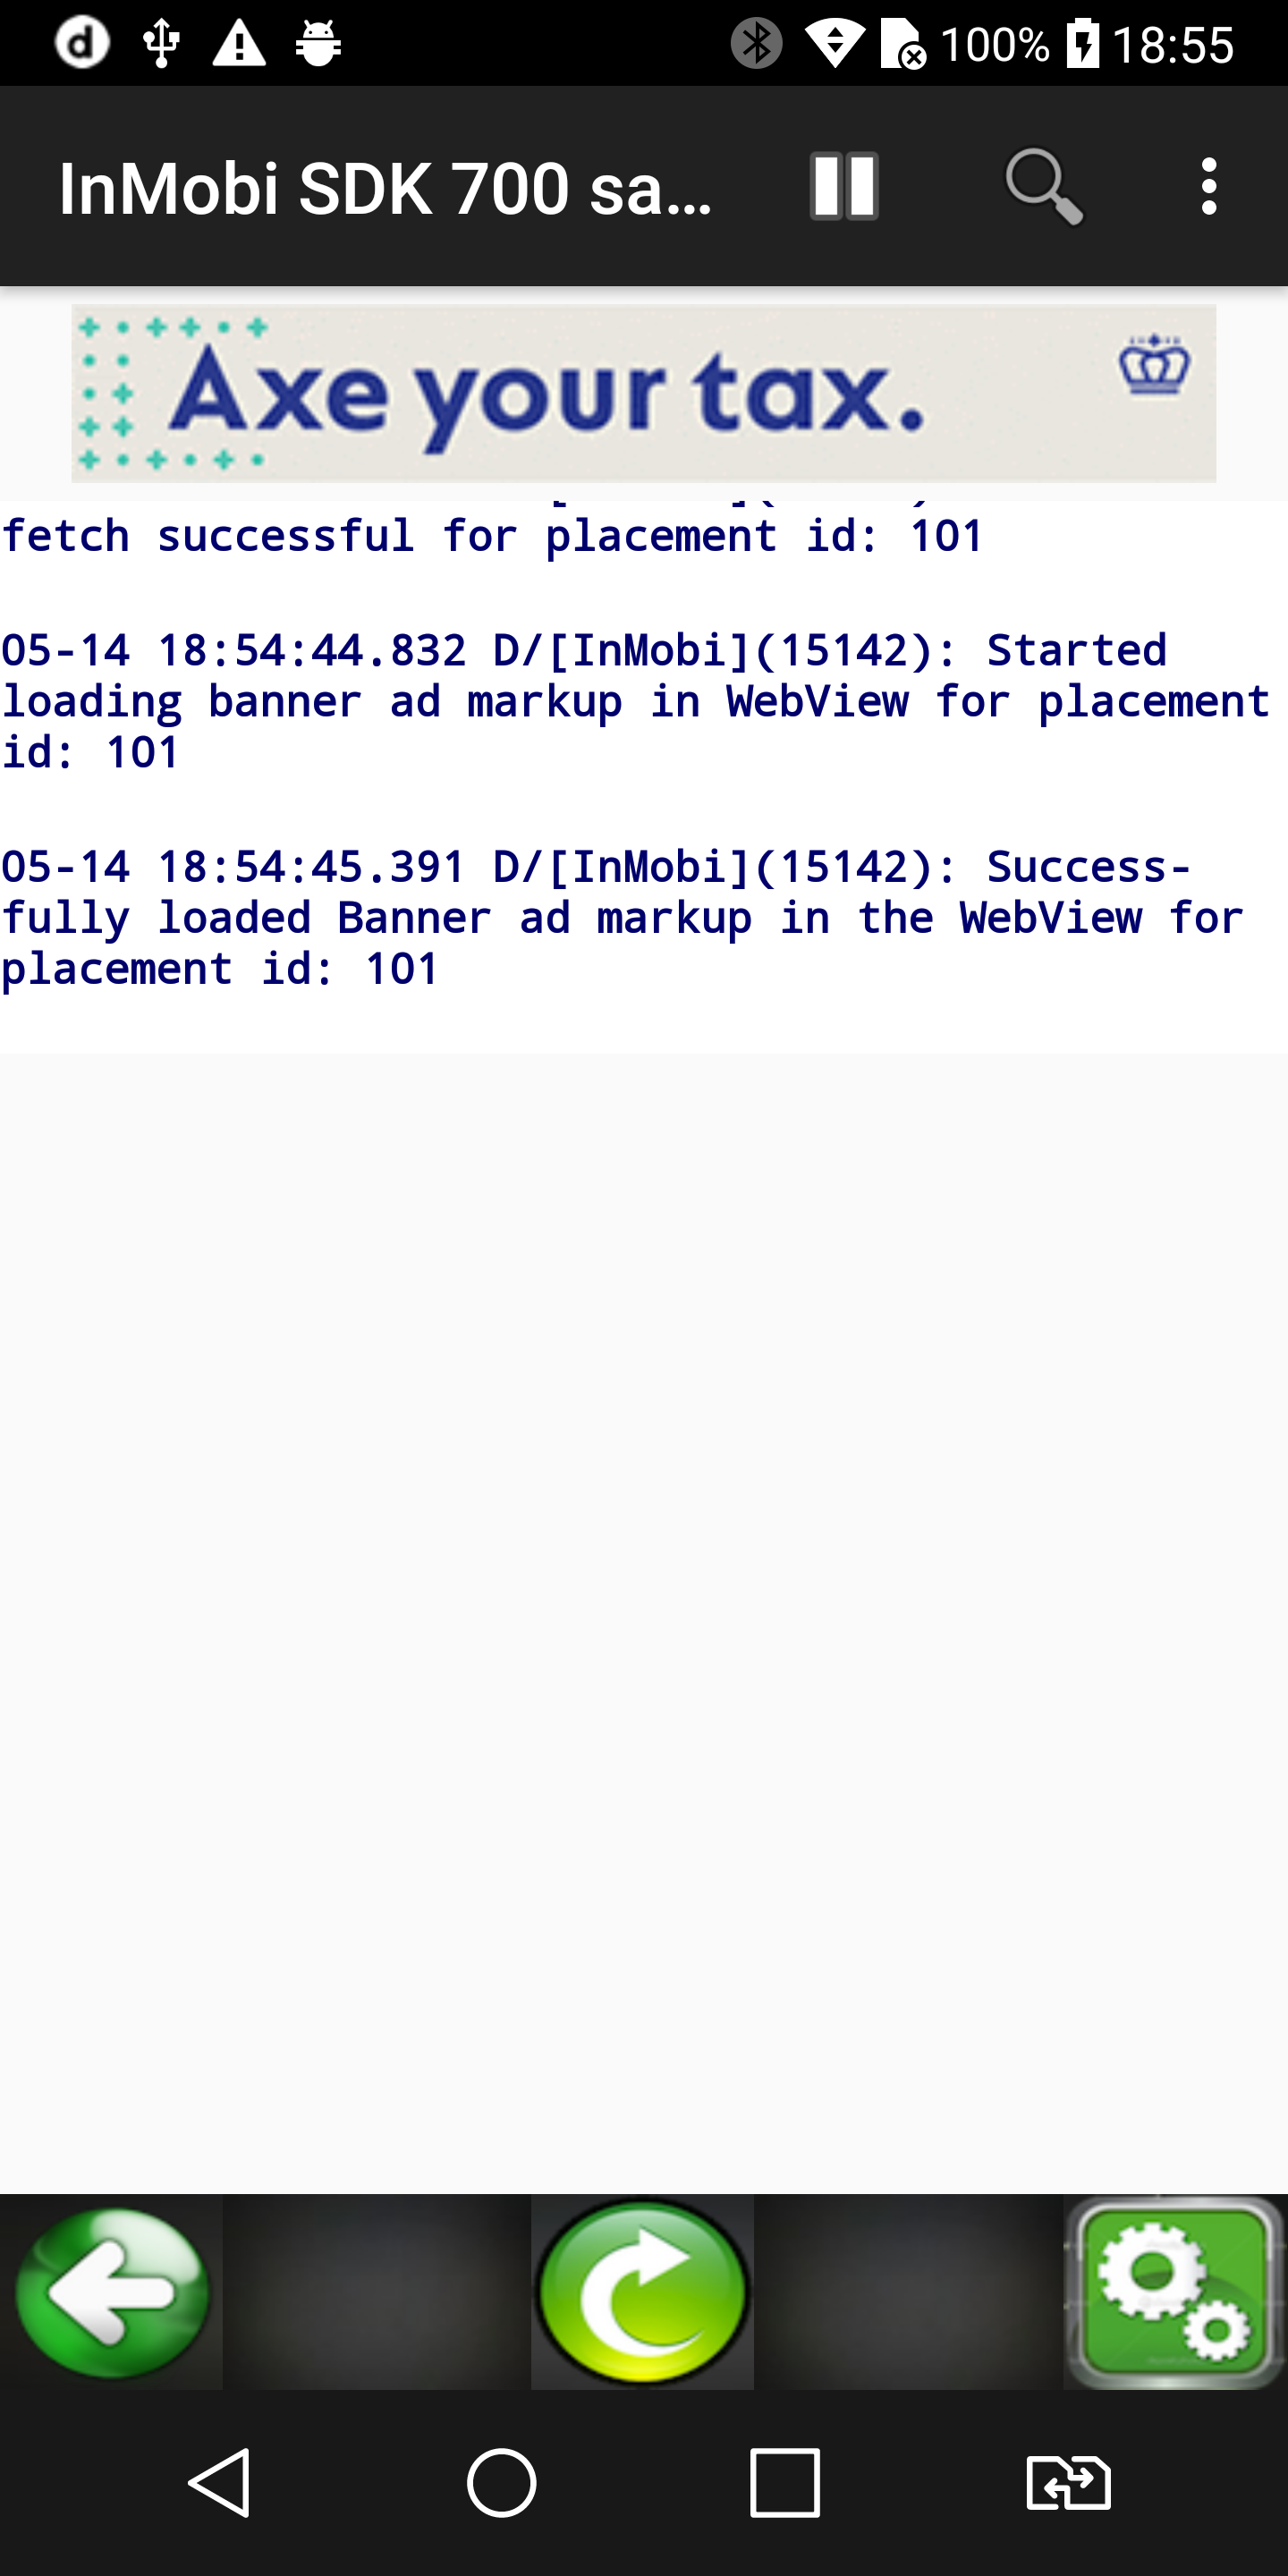 100% 18:55
InMobi SDK 700 sa...
Axe your tax.
fetch successful for placement id: 101
05-14 18:54:44.832 D/[InMobi](15142): Started
loading banner ad markup in WebView for placement
id: 101
05-14 18:54:45.391 D/[InMobi](15142): Success-
fully loaded Banner ad markup in the WebView for
placement id: 101